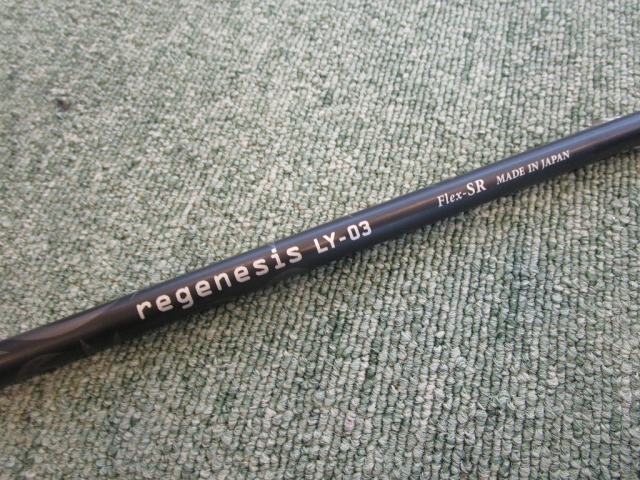 regenesis LY-03 Flex-SR MADE IN JAPAN